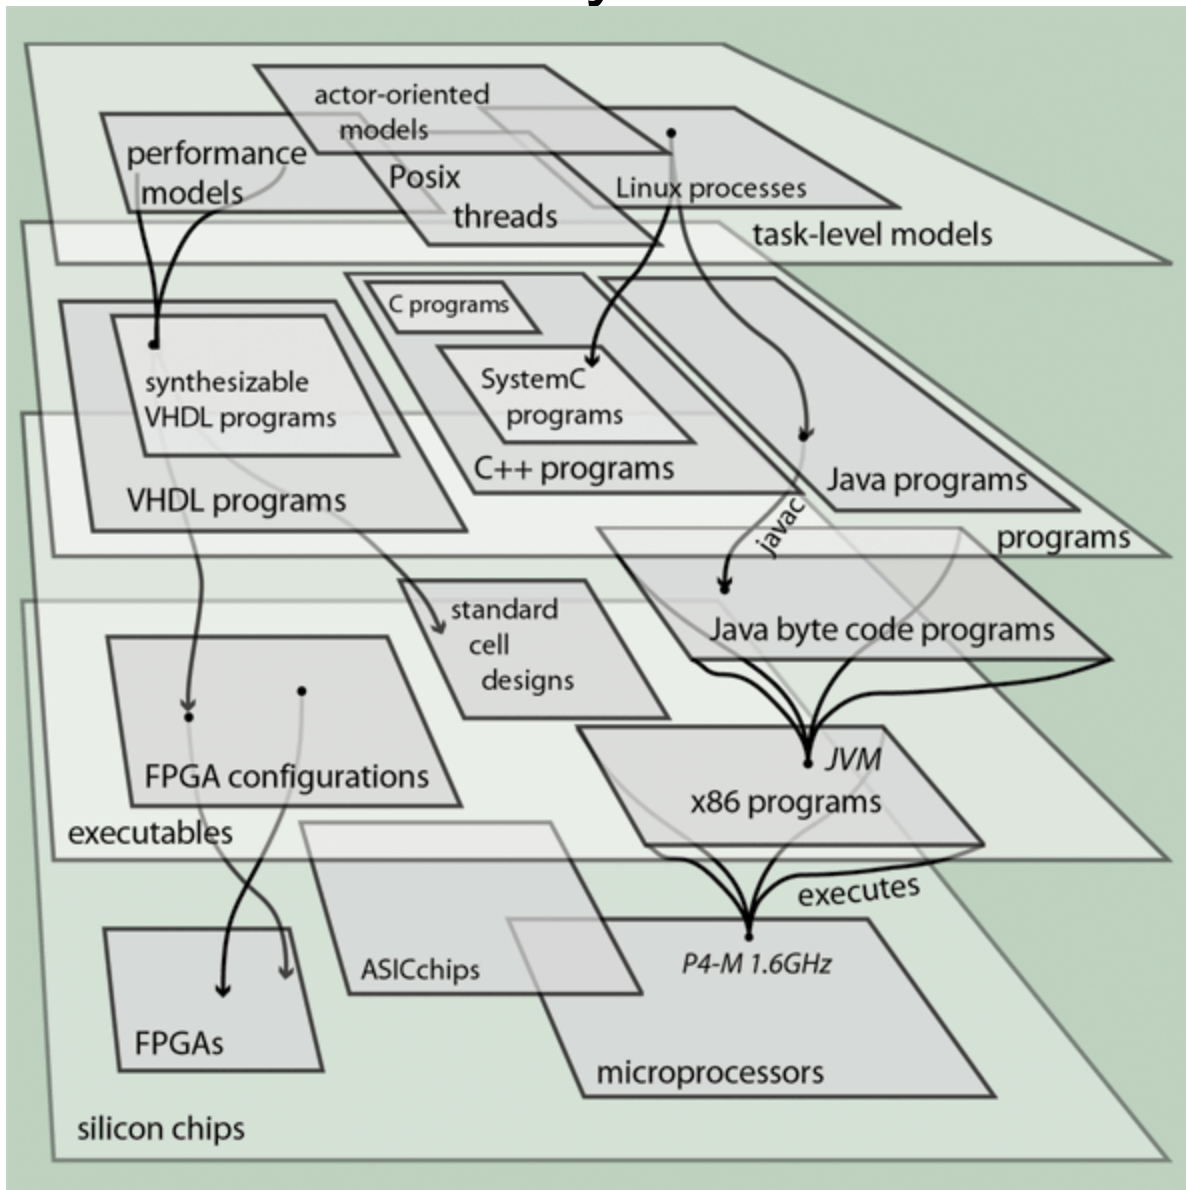 actor-oriented
models
performance
models
Posix
threads
Linux processes
task-level models
C programs
synthesizable
VHDL programs
SystemC
programs
C++ programs
VHDL programs
Java programs
programs
javac
standard
cell
designs
Java byte code programs
FPGA configurations
JVM
x86 programs
executables
executes
ASICchips
P4-M 1.6GHz
FPGAs
microprocessors
silicon chips